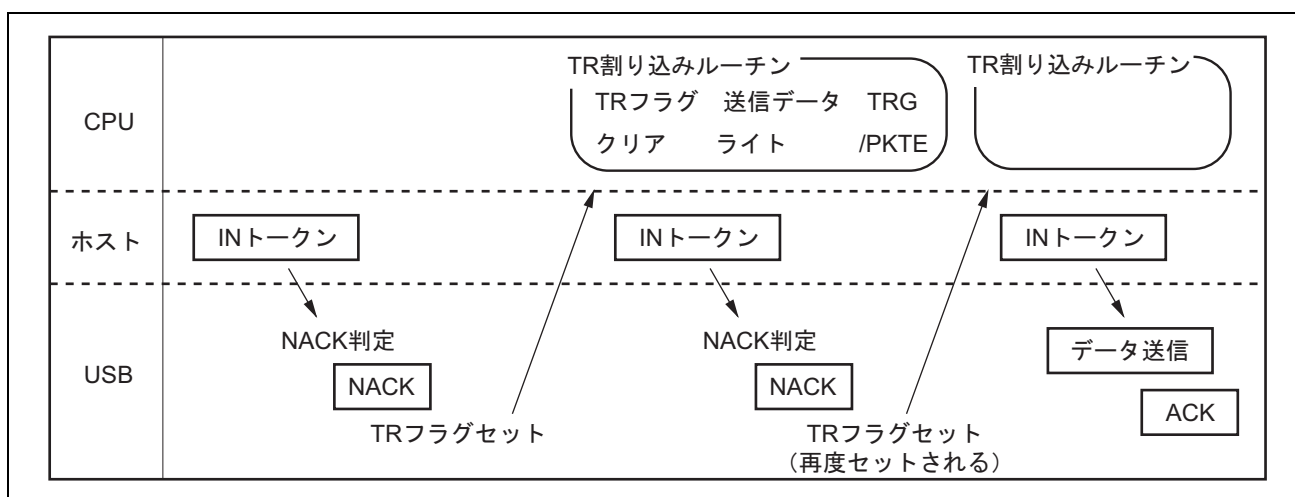 TR割り込みルーチン
TR割り込みルーチン
CPU
TRフラグ 送信データ TRG
クリア ライト /PKTE
ホスト
INトークン
INトークン
INトークン
USB
NACK判定
NACK判定
データ送信
NACK
NACK
ACK
TRフラグセット
TRフラグセット
（再度セットされる）